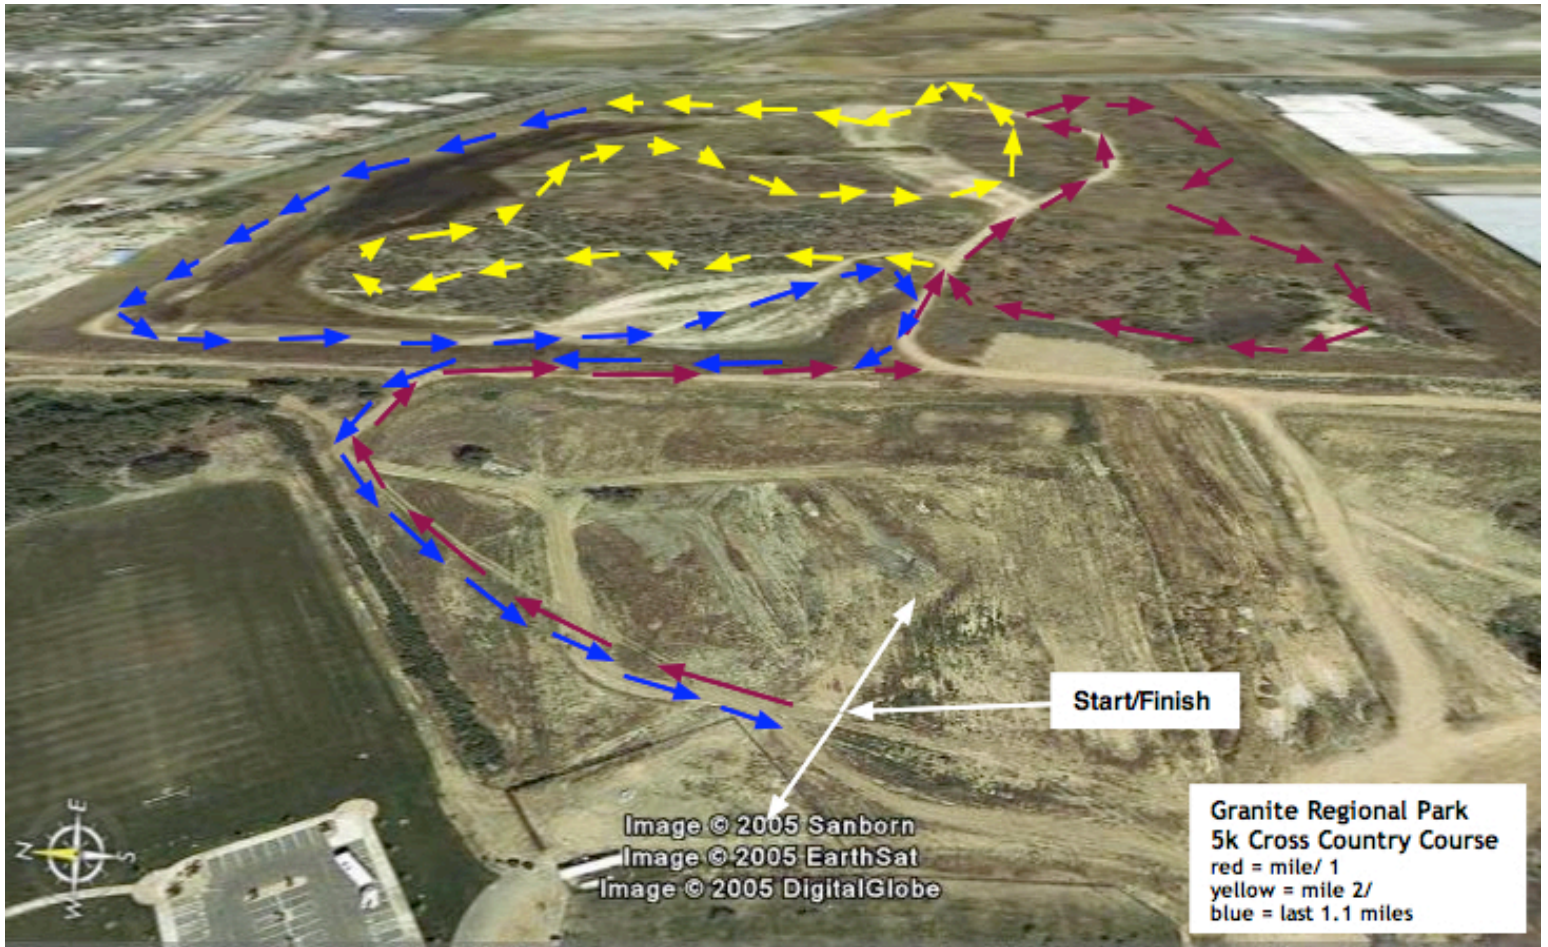 Start/Finish
N
E
S
W
Image © 2005 Sanborn
Image © 2005 EarthSat
Image © 2005 DigitalGlobe
Granite Regional Park
5k Cross Country Course
red = mile/ 1
yellow = mile 2/
blue = last 1.1 miles